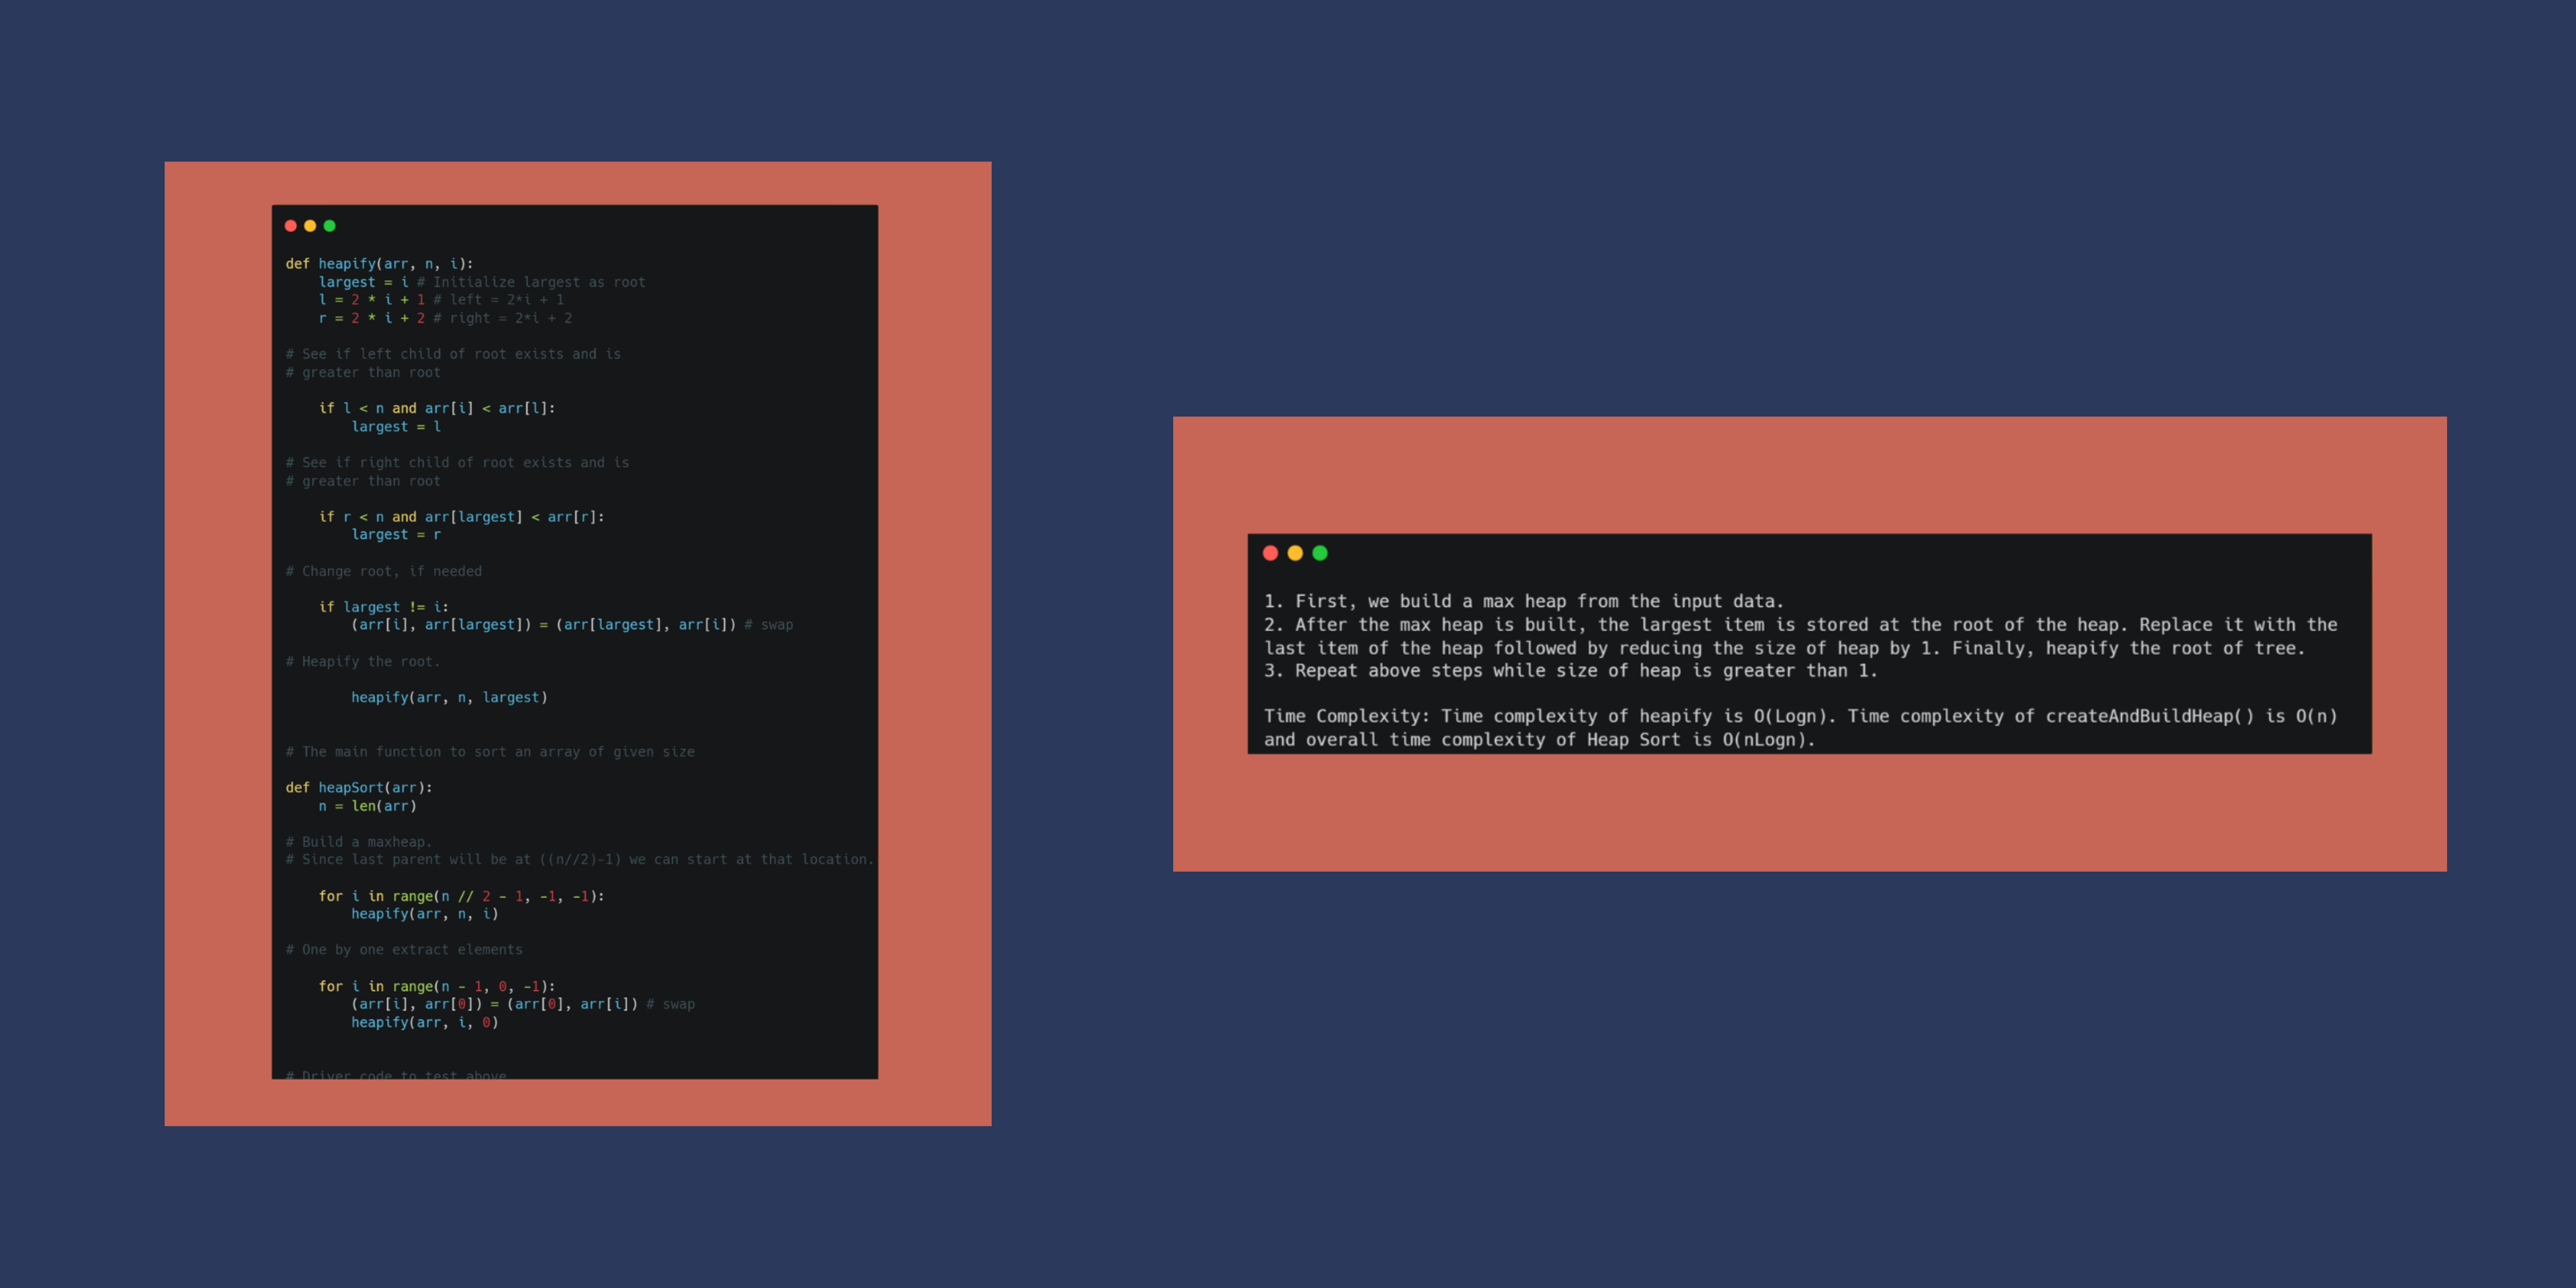 def heapify(arr, n, i):
    largest = i # Initialize largest as root
    l = 2 * i + 1 # left = 2*i + 1
    r = 2 * i + 2 # right = 2*i + 2
# See if left child of root exists and is
# greater than root
    if l < n and arr[i] < arr[l]:
        largest = l
# See if right child of root exists and is
# greater than root
    if r < n and arr[largest] < arr[r]:
        largest = r
# Change root, if needed
    if largest != i:
        (arr[i], arr[largest]) = (arr[largest], arr[i]) # swap
# Heapify the root.
        heapify(arr, n, largest)
# The main function to sort an array of given size
def heapSort(arr):
    n = len(arr)
# Build a maxheap.
# Since last parent will be at ((n//2)-1) we can start at that location.
    for i in range(n // 2 - 1, -1, -1):
        heapify(arr, n, i)
# One by one extract elements
    for i in range(n - 1, 0, -1):
        (arr[i], arr[0]) = (arr[0], arr[i]) # swap
        heapify(arr, i, 0)
# Driver code to test above
1. First, we build a max heap from the input data.
2. After the max heap is built, the largest item is stored at the root of the heap. Replace it with the
last item of the heap followed by reducing the size of heap by 1. Finally, heapify the root of tree.
3. Repeat above steps while size of heap is greater than 1.
Time Complexity: Time complexity of heapify is O(Logn). Time complexity of createAndBuildHeap() is O(n)
and overall time complexity of Heap Sort is O(nLogn).